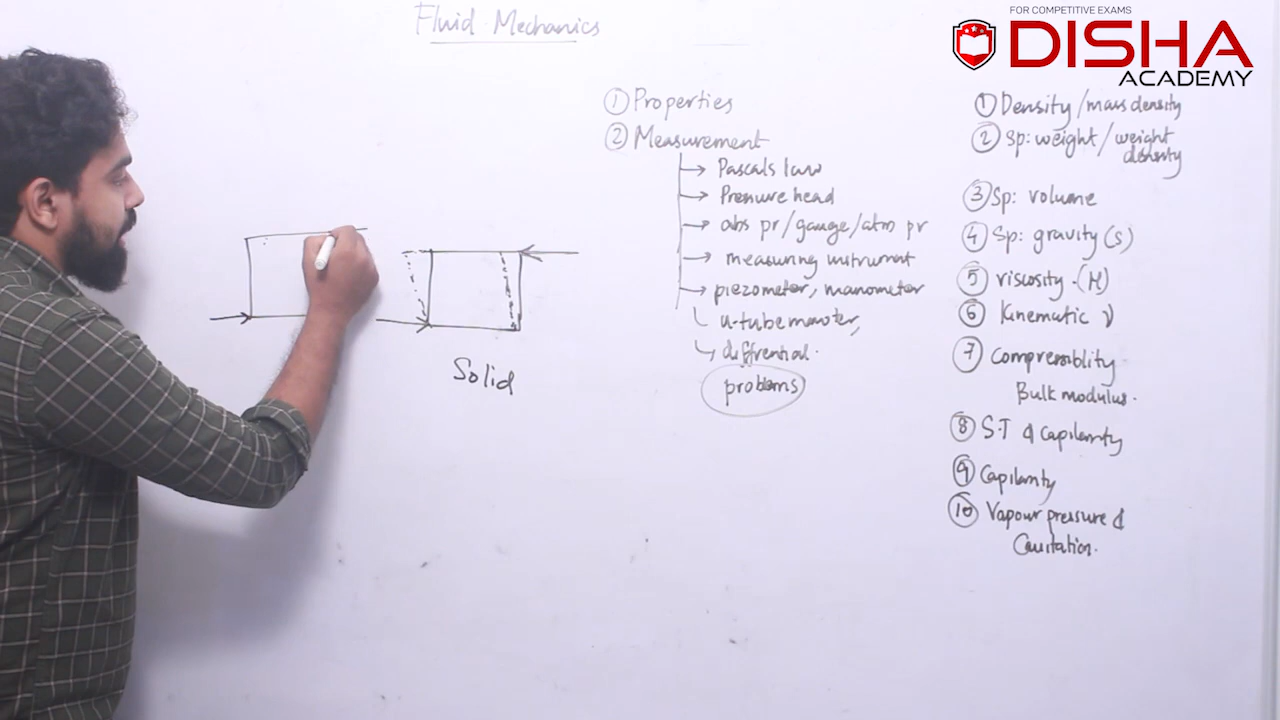 Fluid Mechanics
FOR COMPETITIVE EXAMS
DISHA
ACADEMY
① Properties
② Measurement
→ Pascals law
→ Pressure head
→ abs pr/gauge/atm pr
→ measuring instrument
→ piezometer, manometer
u-tube
diffrential.
problems
① Density/mass density
② Sp: weight/weight
density
③ Sp: volume
④ Sp: gravity (s)
⑤ viscosity - (μ)
⑥ kinematic ν
⑦ Compressiblity
Bulk modulus.
⑧ S.T & Capilarity
⑨ Capilarity
⑩ Vapour pressure &
Cavitation.
Solid